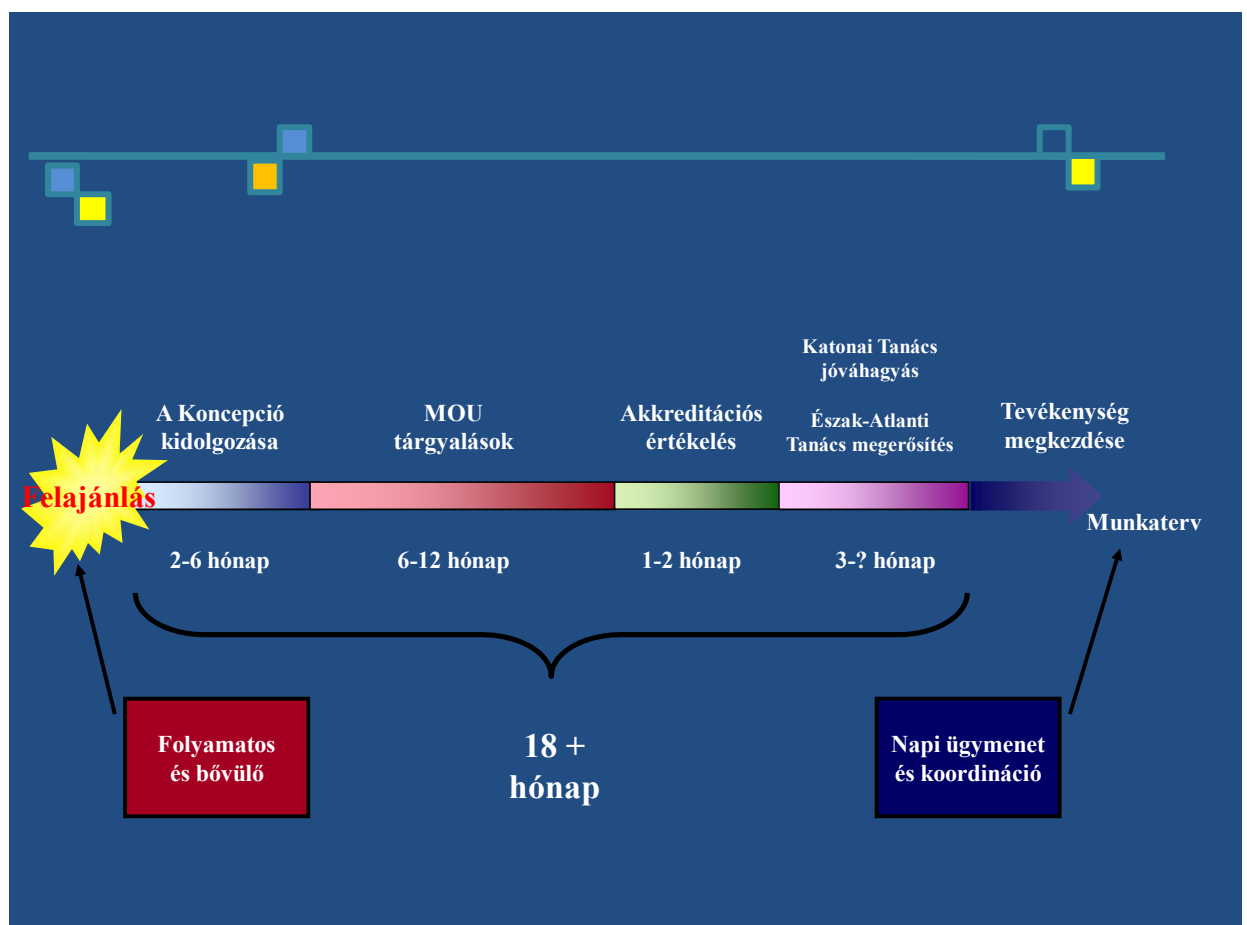 Katonai Tanács
jóváhagyás
A Koncepció
kidolgozása
MOU
tárgyalások
Akkreditációs
értékelés
Észak-Atlanti
Tanács megerősítés
Tevékenység
megkezdése
Felajánlás
Munkaterv
2-6 hónap
6-12 hónap
1-2 hónap
3-? hónap
Folyamatos
és bővülő
18 +
hónap
Napi ügymenet
és koordináció